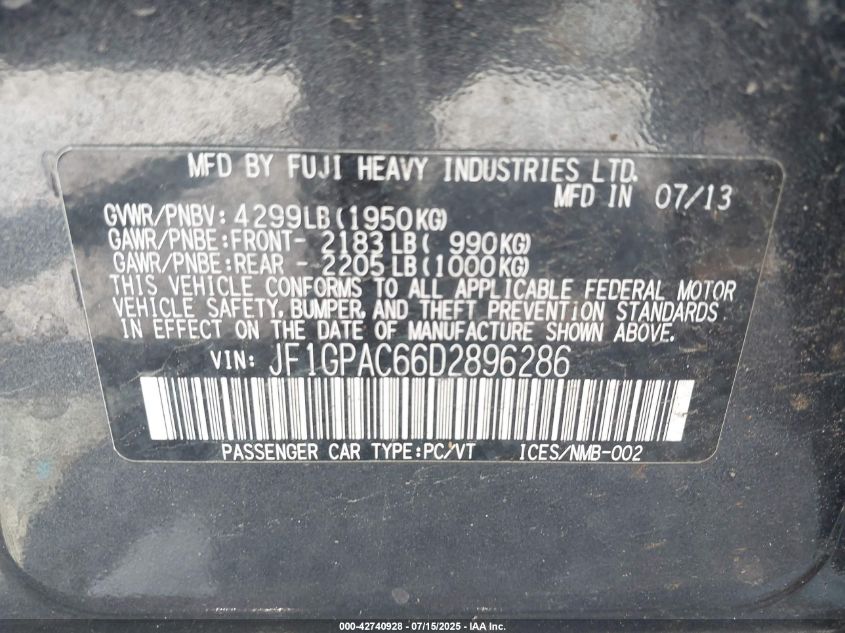 MFD BY FUJI HEAVY INDUSTRIES LTD.
MFD IN 07/13
GVWR/PNBV: 4299LB(1950KG)
GAWR/PNBE:FRONT- 2183LB( 990KG)
GAWR/PNBE:REAR - 2205LB(1000KG)
THIS VEHICLE CONFORMS TO ALL APPLICABLE FEDERAL MOTOR
VEHICLE SAFETY, BUMPER, AND THEFT PREVENTION STANDARDS
IN EFFECT ON THE DATE OF MANUFACTURE SHOWN ABOVE.
VIN: JF1GPAC66D2896286
PASSENGER CAR TYPE:PC/VT ICES/NMB-002
000-42740928 - 07/15/2025 - IAA Inc.